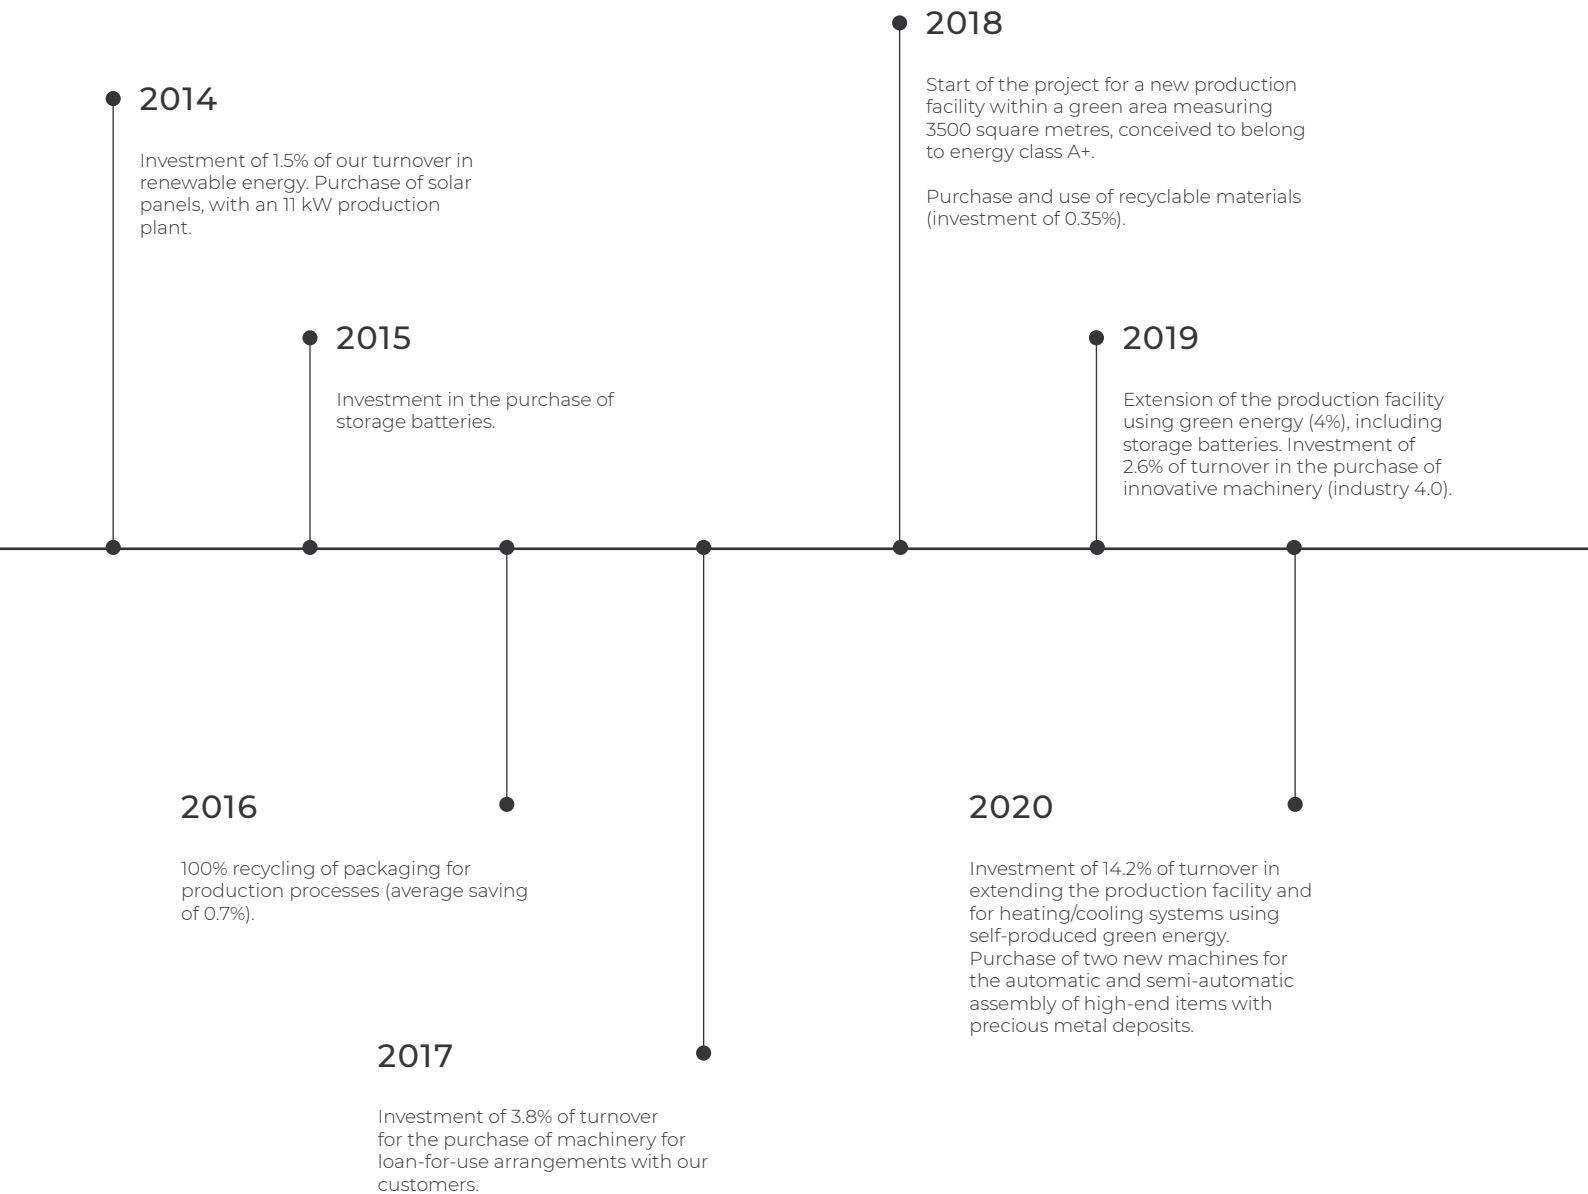 2014
Investment of 1.5% of our turnover in
renewable energy. Purchase of solar
panels, with an 11 kW production
plant.
2015
Investment in the purchase of
storage batteries.
2016
100% recycling of packaging for
production processes (average saving
of 0.7%).
2017
Investment of 3.8% of turnover
for the purchase of machinery for
loan-for-use arrangements with our
customers.
2018
Start of the project for a new production
facility within a green area measuring
3500 square metres, conceived to belong
to energy class A+.
Purchase and use of recyclable materials
(investment of 0.35%).
2019
Extension of the production facility
using green energy (4%), including
storage batteries. Investment of
2.6% of turnover in the purchase of
innovative machinery (industry 4.0).
2020
Investment of 14.2% of turnover in
extending the production facility and
for heating/cooling systems using
self-produced green energy.
Purchase of two new machines for
the automatic and semi-automatic
assembly of high-end items with
precious metal deposits.